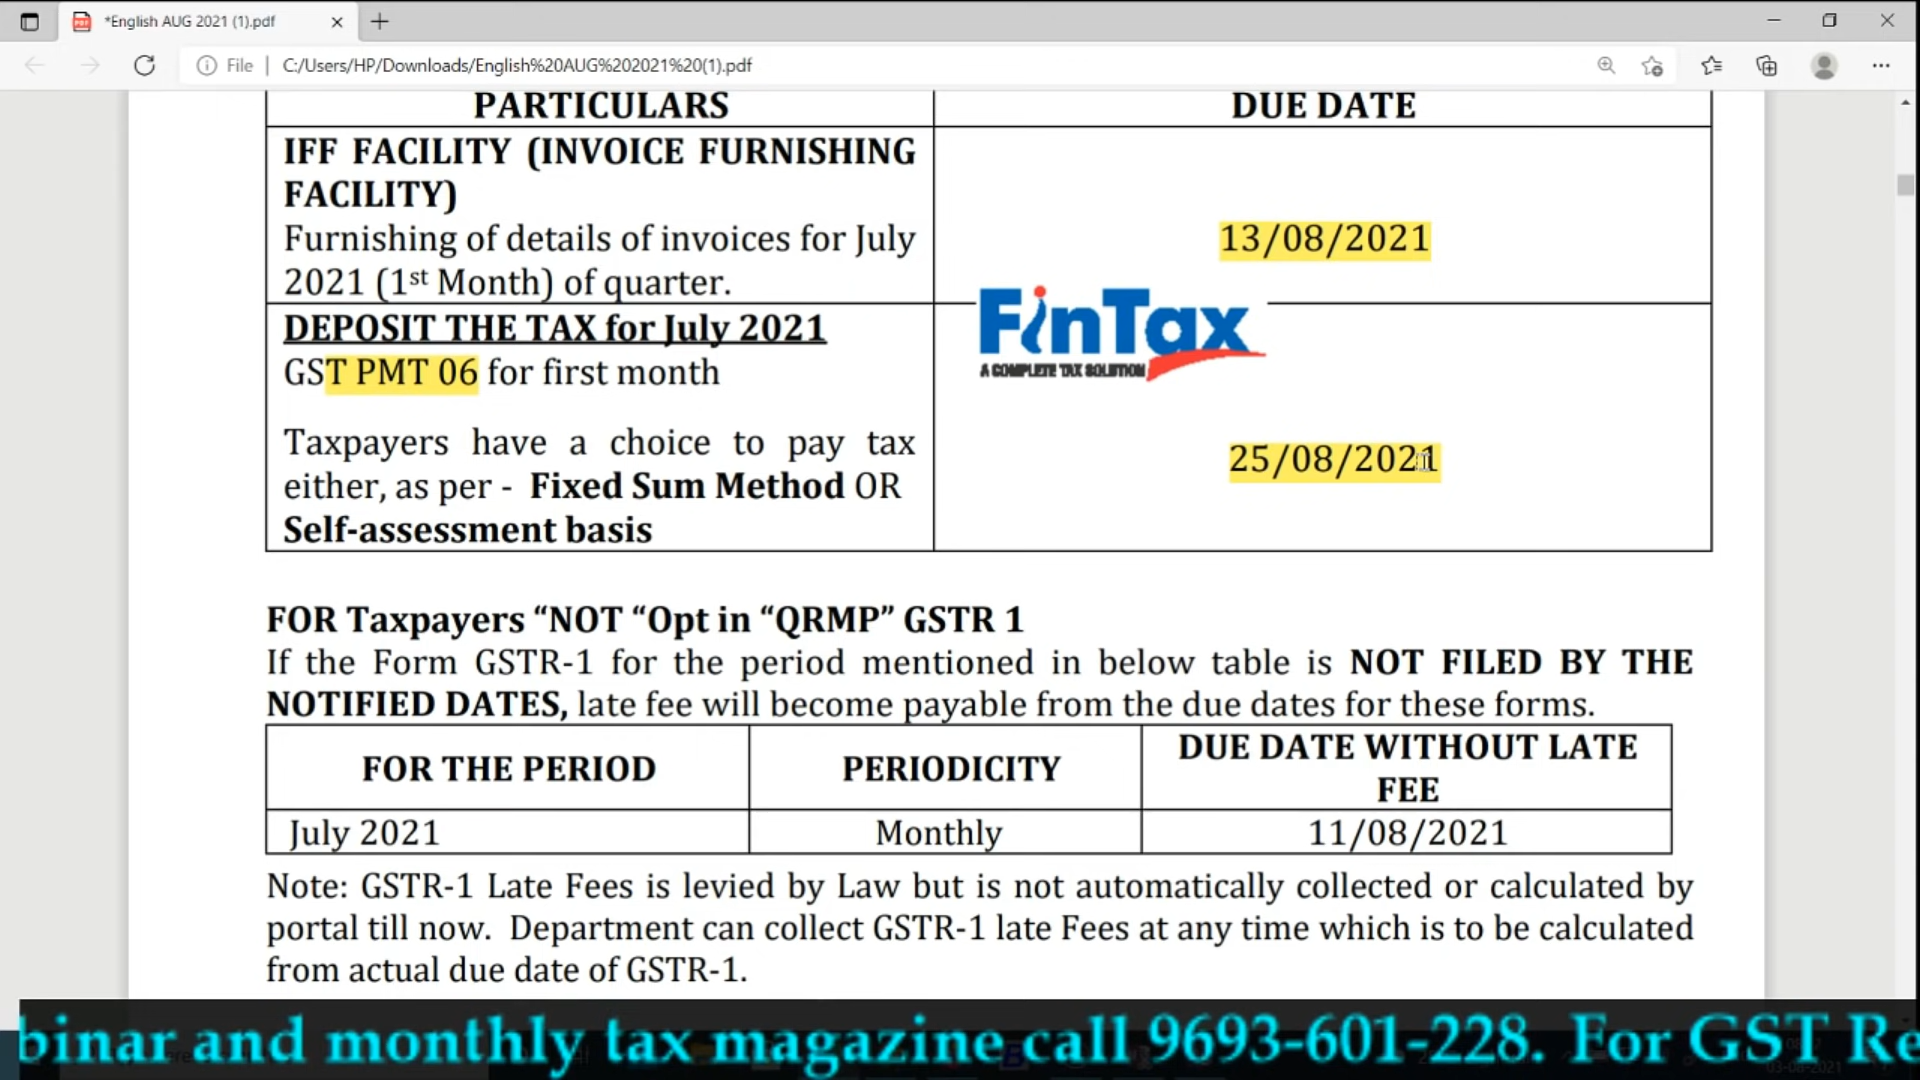 *English AUG 2021 (1).pdf
File | C:/Users/HP/Downloads/English%20AUG%202021%20(1).pdf
PARTICULARS DUE DATE
IFF FACILITY (INVOICE FURNISHING
FACILITY)
Furnishing of details of invoices for July
2021 (1st Month) of quarter.
13/08/2021
DEPOSIT THE TAX for July 2021
GST PMT 06 for first month
Taxpayers have a choice to pay tax
either, as per - Fixed Sum Method OR
Self-assessment basis
FinTax
A COMPLETE TAX SOLUTION
25/08/2021
FOR Taxpayers “NOT “Opt in “QRMP” GSTR 1
If the Form GSTR-1 for the period mentioned in below table is NOT FILED BY THE
NOTIFIED DATES, late fee will become payable from the due dates for these forms.
FOR THE PERIOD PERIODICITY DUE DATE WITHOUT LATE
FEE
July 2021 Monthly 11/08/2021
Note: GSTR-1 Late Fees is levied by Law but is not automatically collected or calculated by
portal till now. Department can collect GSTR-1 late Fees at any time which is to be calculated
from actual due date of GSTR-1.
binar and monthly tax magazine call 9693-601-228. For GST Re
03-08-2021